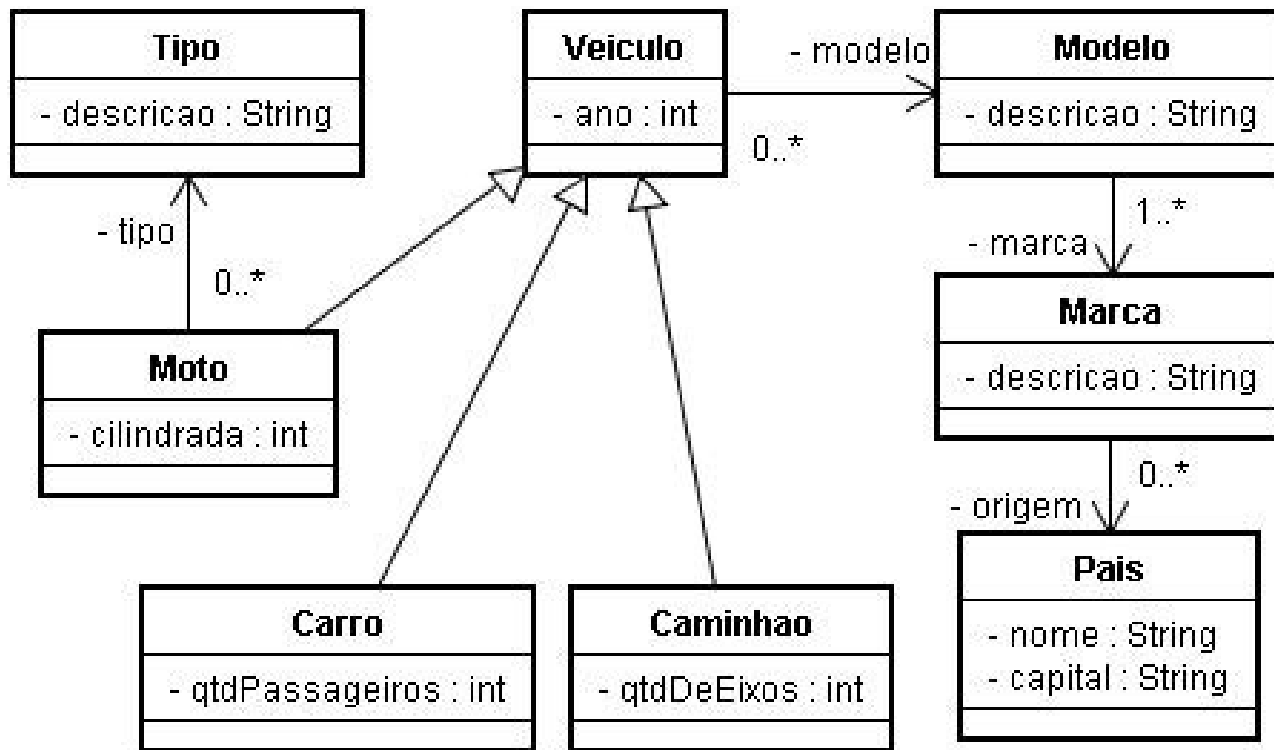 Tipo
- descricao : String
Veiculo
- ano : int
- modelo
0..*
Modelo
- descricao : String
- tipo
0..*
1..*
- marca
Moto
- cilindrada : int
Marca
- descricao : String
0..*
- origem
Pais
- nome : String
- capital : String
Carro
- qtdPassageiros : int
Caminhao
- qtdDeEixos : int